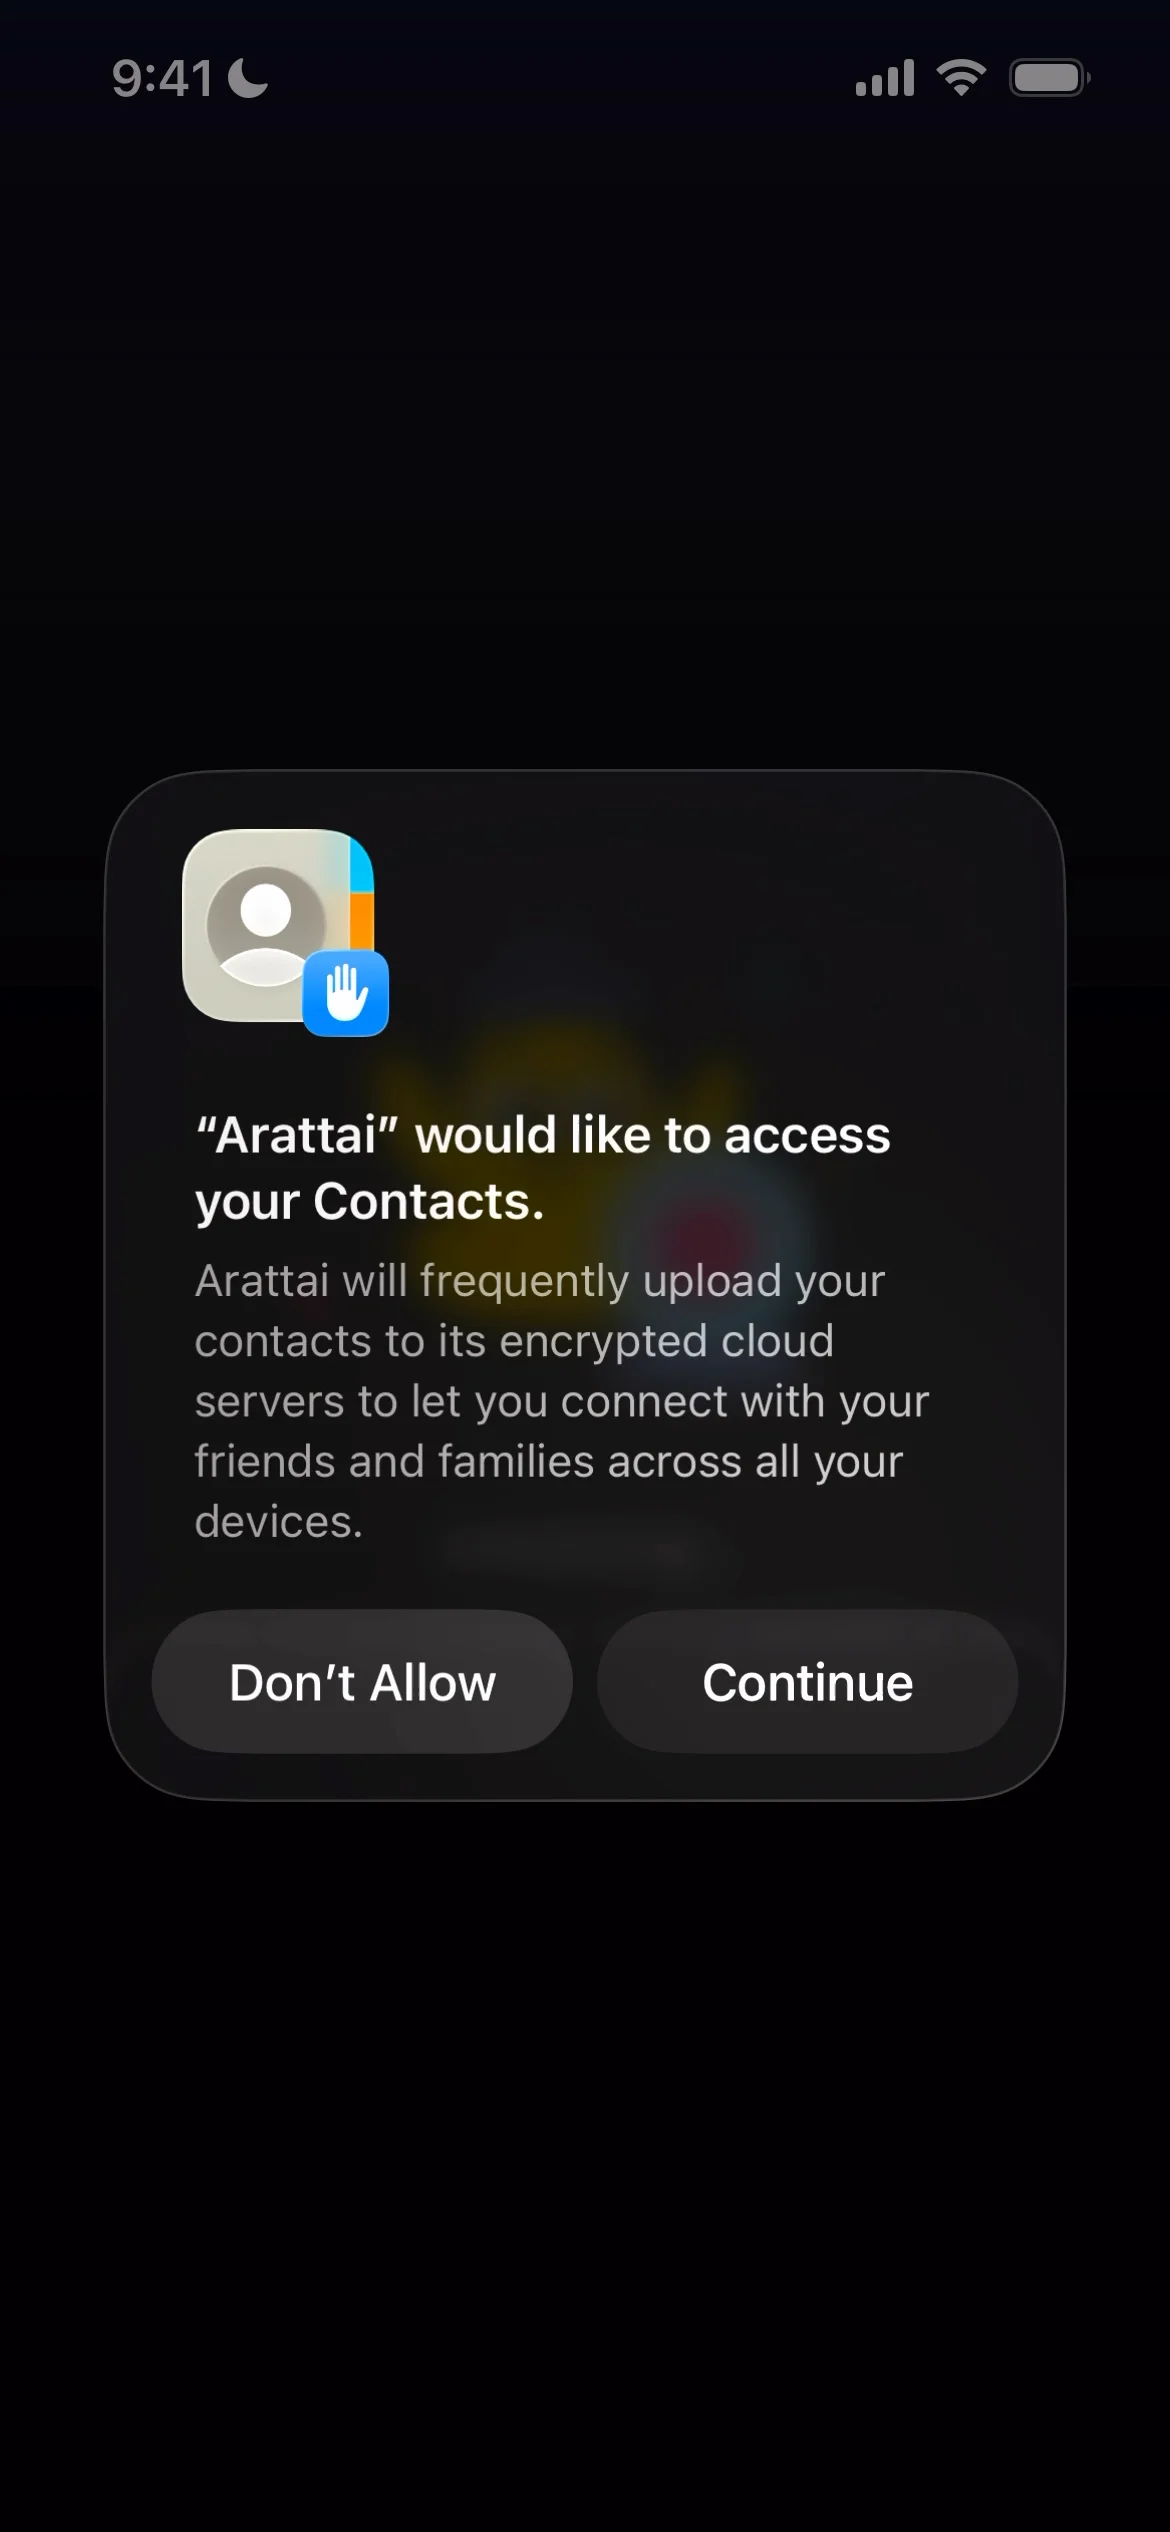 9:41
“Arattai” would like to access
your Contacts.
Arattai will frequently upload your
contacts to its encrypted cloud
servers to let you connect with your
friends and families across all your
devices.
Don’t Allow
Continue